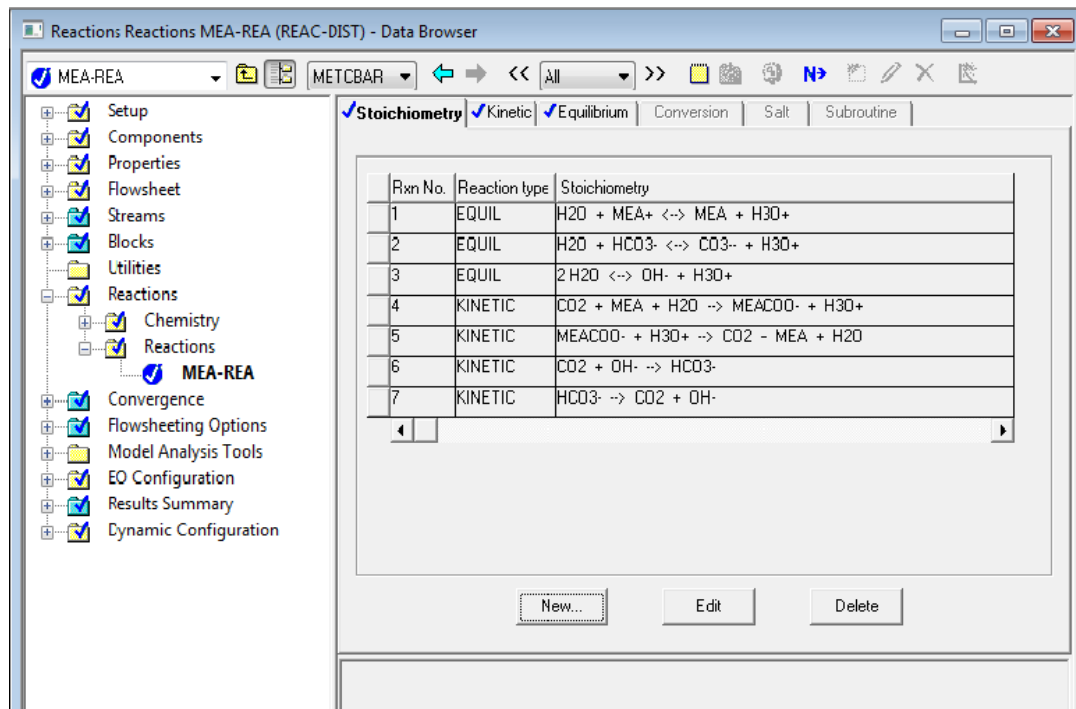 Reactions Reactions MEA-REA (REAC-DIST) - Data Browser
MEA-REA METCBAR << All >> N
Setup
Components
Properties
Flowsheet
Streams
Blocks
Utilities
Reactions
Chemistry
Reactions
MEA-REA
Convergence
Flowsheeting Options
Model Analysis Tools
EO Configuration
Results Summary
Dynamic Configuration
Stoichiometry Kinetic Equilibrium Conversion Salt Subroutine
Rxn No. Reaction type Stoichiometry
1 EQUIL H2O + MEA+ <--> MEA + H3O+
2 EQUIL H2O + HCO3- <--> CO3-- + H3O+
3 EQUIL 2 H2O <--> OH- + H3O+
4 KINETIC CO2 + MEA + H2O --> MEACOO- + H3O+
5 KINETIC MEACOO- + H3O+ --> CO2 - MEA + H2O
6 KINETIC CO2 + OH- --> HCO3-
7 KINETIC HCO3- --> CO2 + OH-
New... Edit Delete